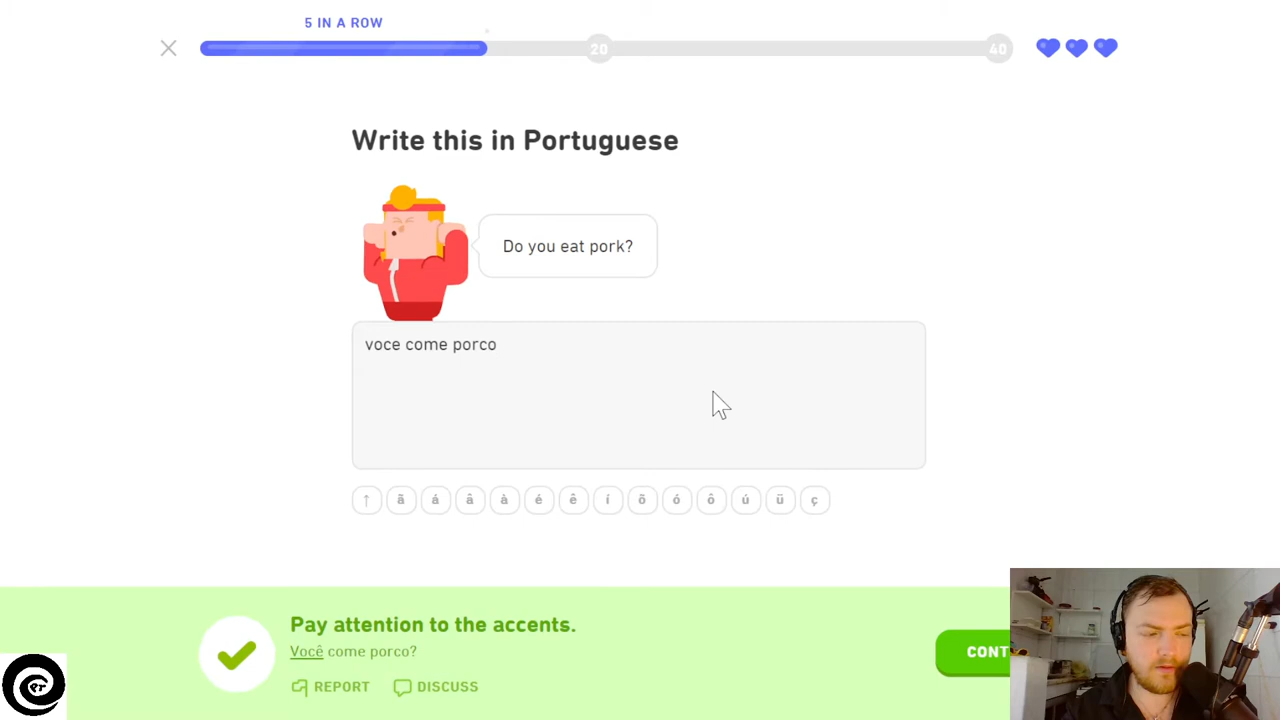 5 IN A ROW
20
40
Write this in Portuguese
Do you eat pork?
voce come porco
↑ ã á â à é ê í õ ó ô ú ü ç
Pay attention to the accents.
Você come porco?
REPORT DISCUSS
CONT